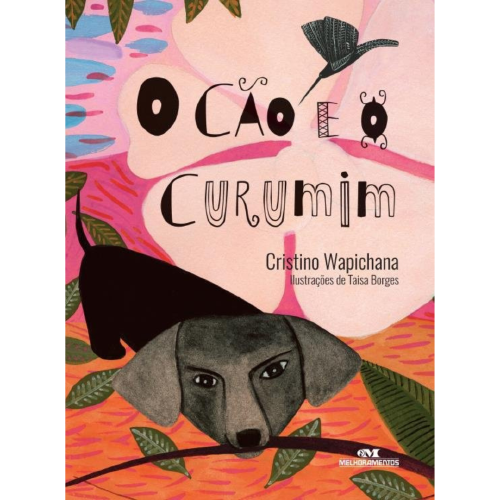 O CÃO E O
CURUMIM
Cristino Wapichana
Ilustrações de Taisa Borges
M
MELHORAMENTOS